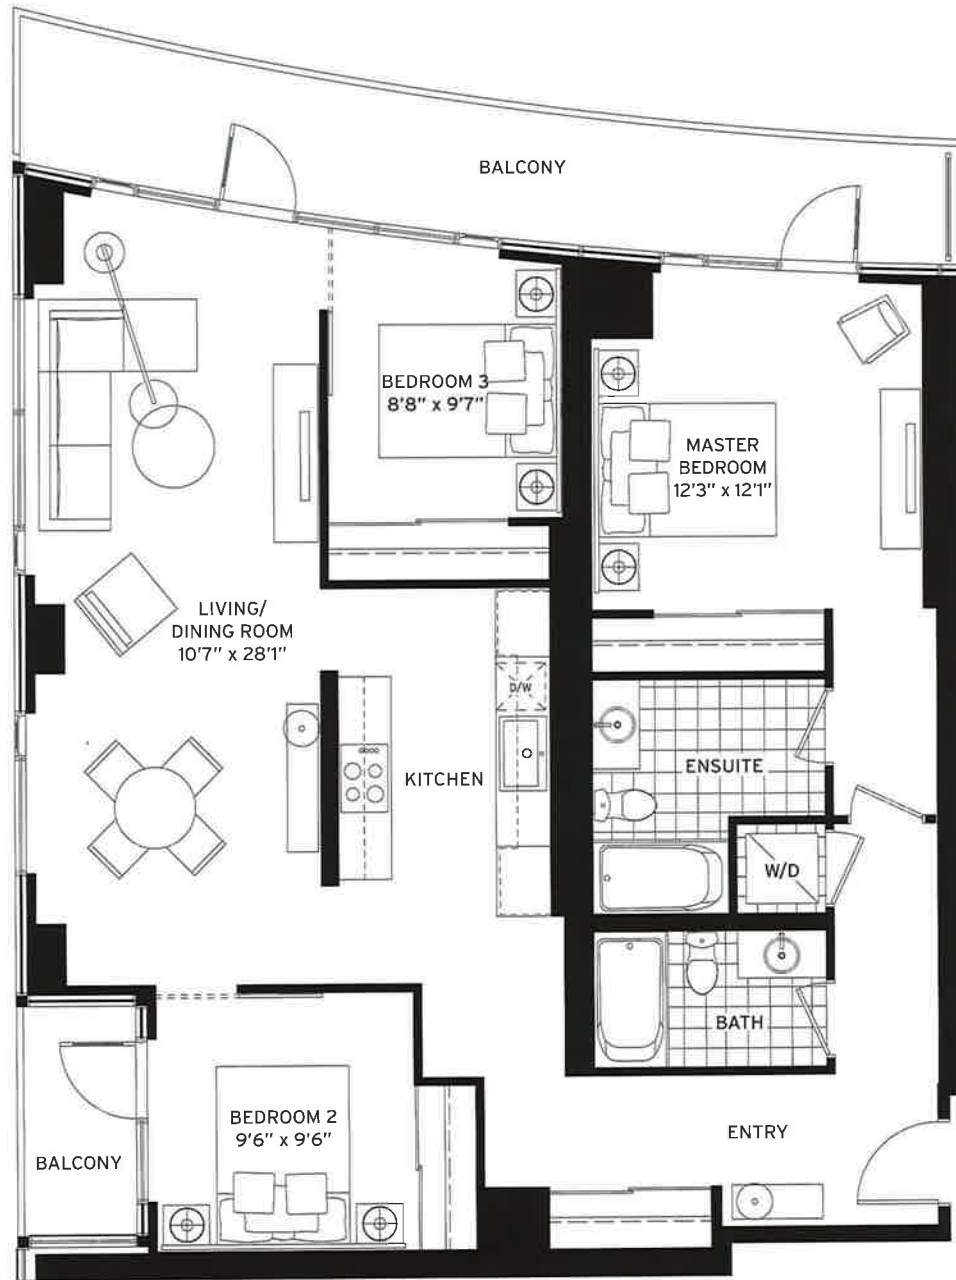 BALCONY
BEDROOM 3
8'8" x 9'7"
MASTER
BEDROOM
12'3" x 12'1"
LIVING/
DINING ROOM
10'7" x 28'1"
D/W
KITCHEN
ENSUITE
W/D
BATH
BEDROOM 2
9'6" x 9'6"
BALCONY
ENTRY